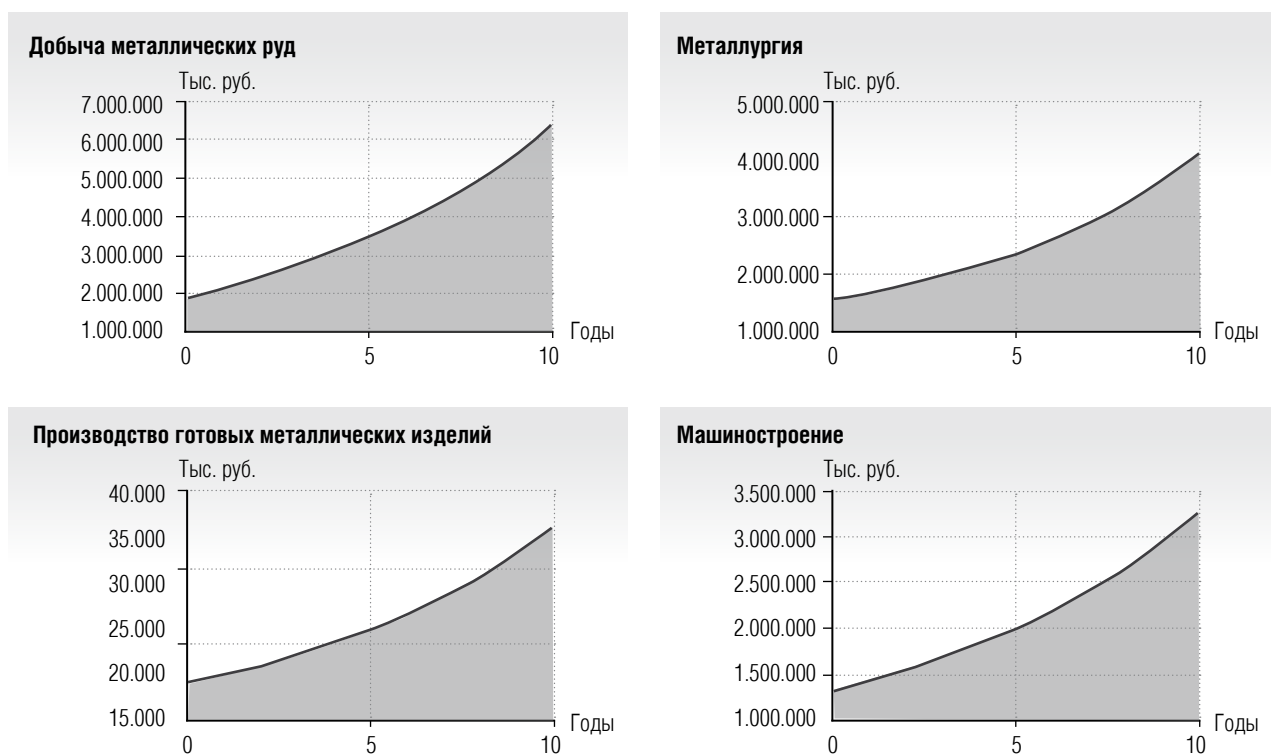 Добыча металлических руд
Тыс. руб.
7.000.000
6.000.000
5.000.000
4.000.000
3.000.000
2.000.000
1.000.000
0 5 10 Годы
Металлургия
Тыс. руб.
5.000.000
4.000.000
3.000.000
2.000.000
1.000.000
0 5 10 Годы
Производство готовых металлических изделий
Тыс. руб.
40.000
35.000
30.000
25.000
20.000
15.000
0 5 10 Годы
Машиностроение
Тыс. руб.
3.500.000
3.000.000
2.500.000
2.000.000
1.500.000
1.000.000
0 5 10 Годы